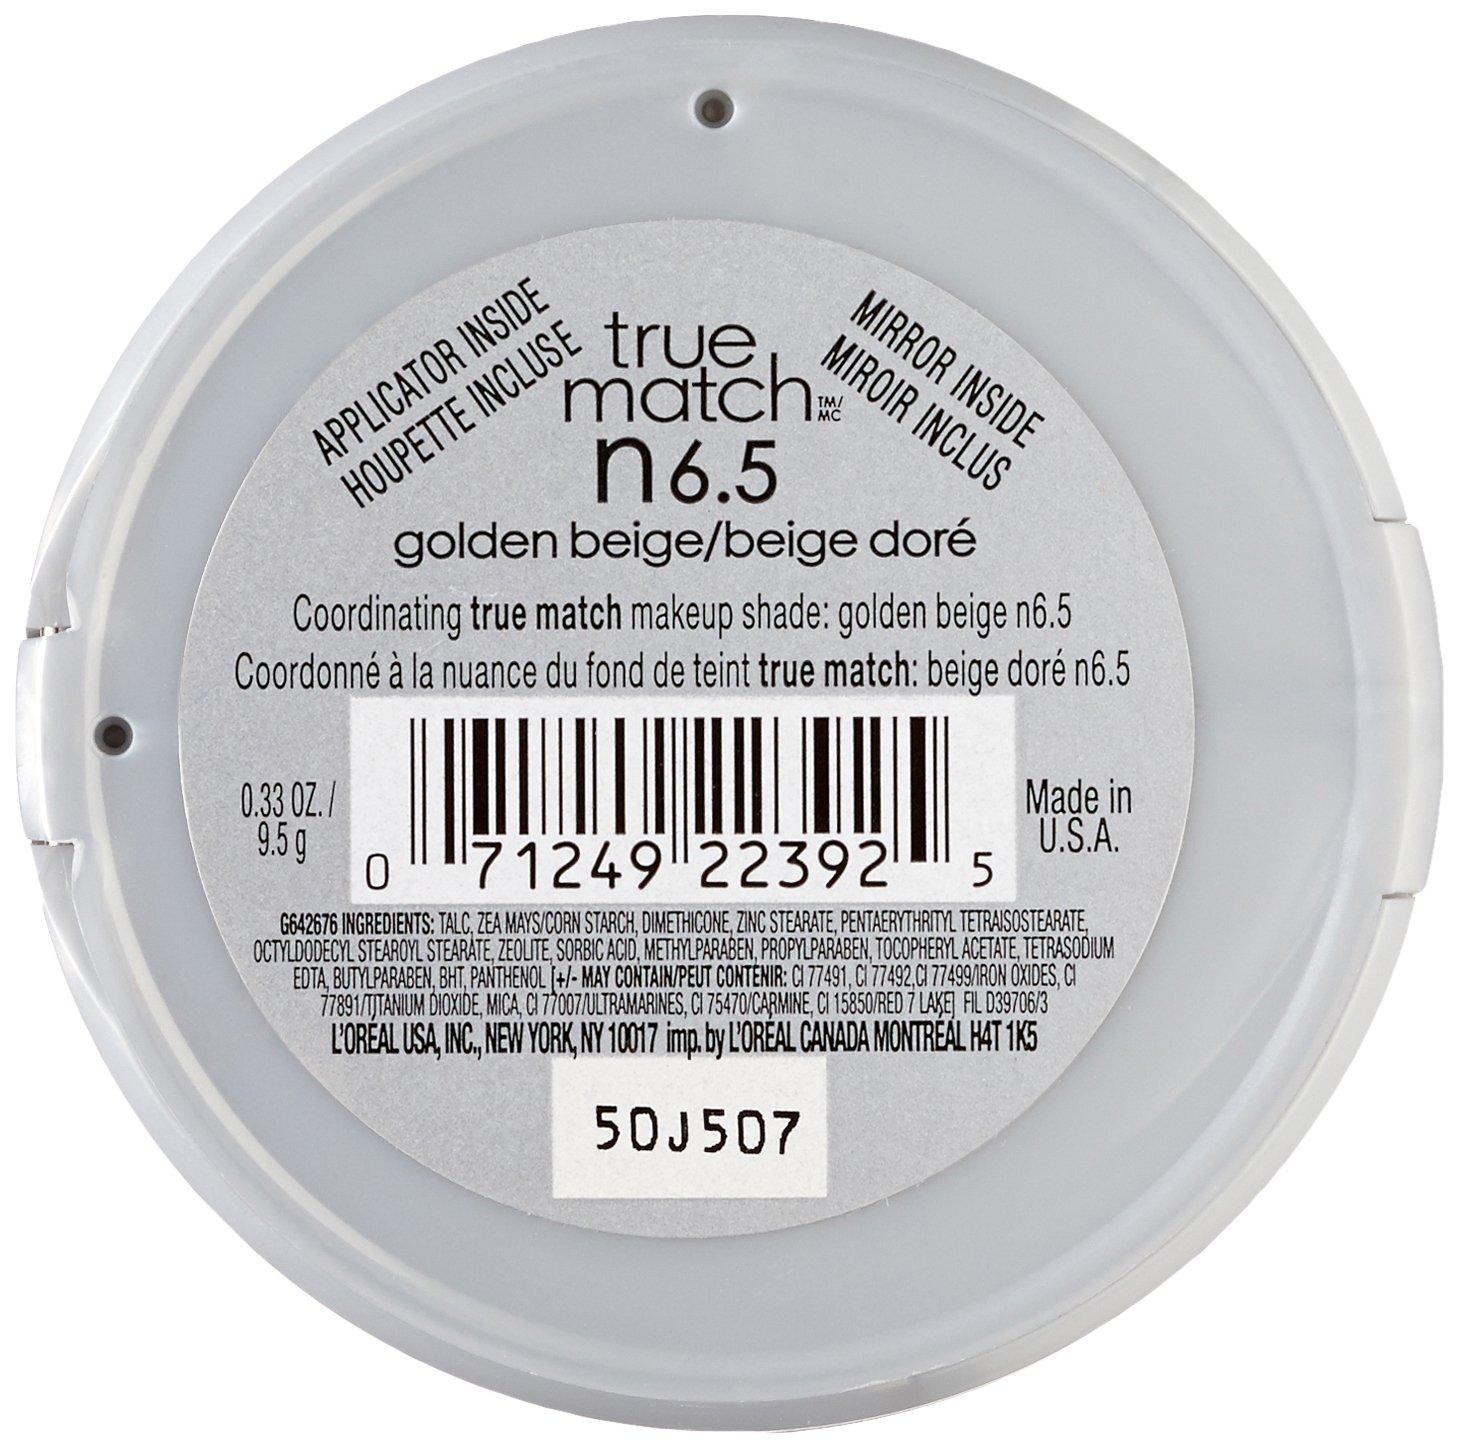 APPLICATOR INSIDE
HOUPETTE INCLUSE
true
match TM/
MC
MIRROR INSIDE
MIROIR INCLUS
n6.5
golden beige/beige doré
Coordinating true match makeup shade: golden beige n6.5
Coordonné à la nuance du fond de teint true match: beige doré n6.5
0.33 OZ. /
9.5 g
0 71249 22392 5
Made in
U.S.A.
G642676 INGREDIENTS: TALC, ZEA MAYS/CORN STARCH, DIMETHICONE, ZINC STEARATE, PENTAERYTHRITYL TETRAISOSTEARATE,
OCTYLDODECYL STEAROYL STEARATE, ZEOLITE, SORBIC ACID, METHYLPARABEN, PROPYLPARABEN, TOCOPHERYL ACETATE, TETRASODIUM
EDTA, BUTYLPARABEN, BHT, PANTHENOL [+/- MAY CONTAIN/PEUT CONTENIR: CI 77491, CI 77492,CI 77499/IRON OXIDES, CI
77891/TITANIUM DIOXIDE, MICA, CI 77007/ULTRAMARINES, CI 75470/CARMINE, CI 15850/RED 7 LAKE] FIL D39706/3
L'ORÉAL USA, INC., NEW YORK, NY 10017 imp. by L'ORÉAL CANADA MONTRÉAL H4T 1K5
50J507